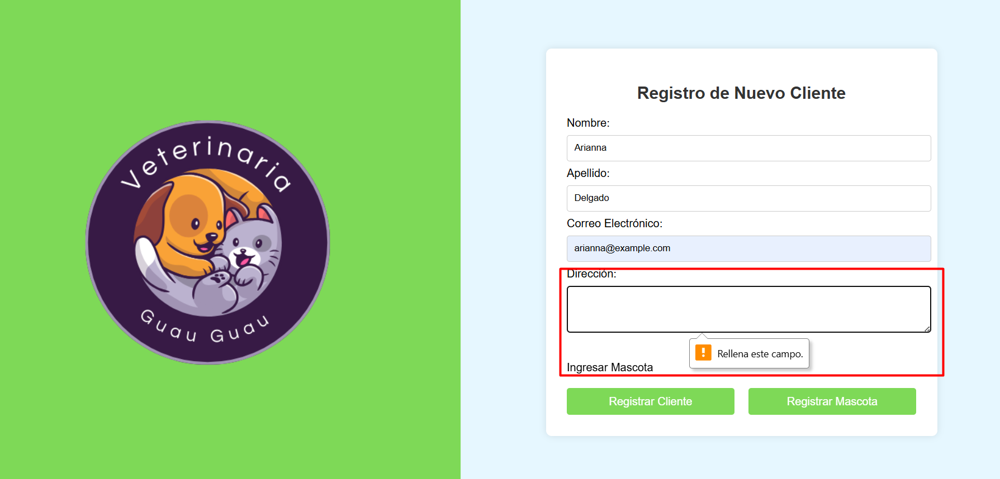 Veterinaria
Guau Guau
Registro de Nuevo Cliente
Nombre:
Arianna
Apellido:
Delgado
Correo Electrónico:
arianna@example.com
Dirección:
Rellena este campo.
Ingresar Mascota
Registrar Cliente
Registrar Mascota